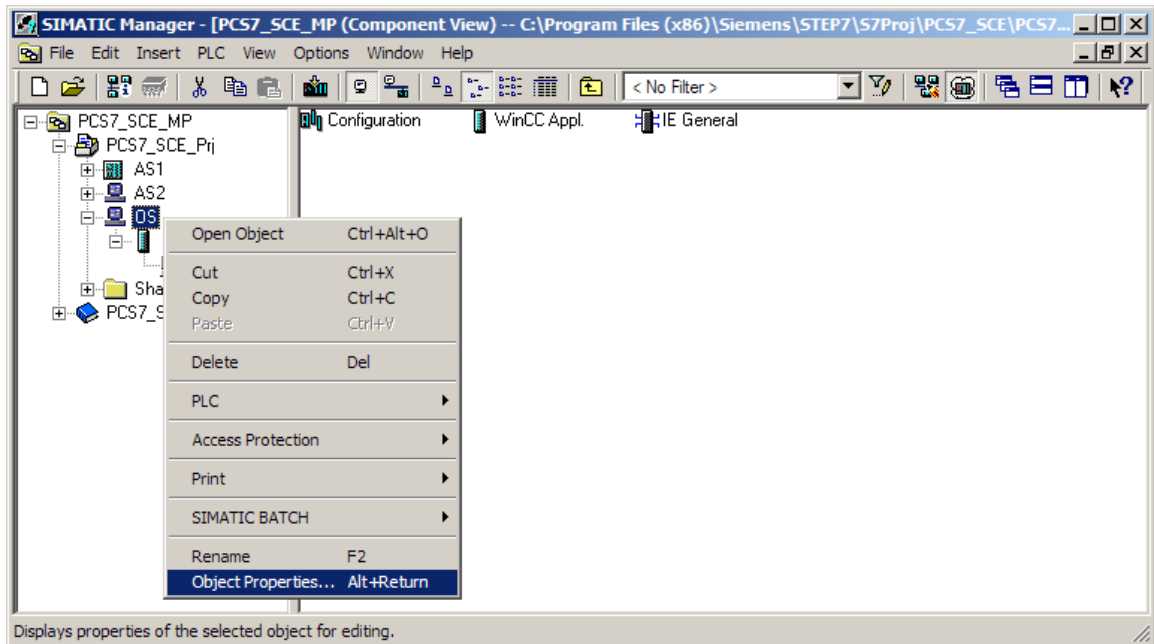 SIMATIC Manager - [PCS7_SCE_MP (Component View) -- C:\Program Files (x86)\Siemens\STEP7\S7Proj\PCS7_SCE\PCS7...
File Edit Insert PLC View Options Window Help
< No Filter >
PCS7_SCE_MP
PCS7_SCE_Prj
AS1
AS2
OS
Sha
PCS7_S
Configuration WinCC Appl. IE General
Open Object Ctrl+Alt+O
Cut Ctrl+X
Copy Ctrl+C
Paste Ctrl+V
Delete Del
PLC
Access Protection
Print
SIMATIC BATCH
Rename F2
Object Properties... Alt+Return
Displays properties of the selected object for editing.